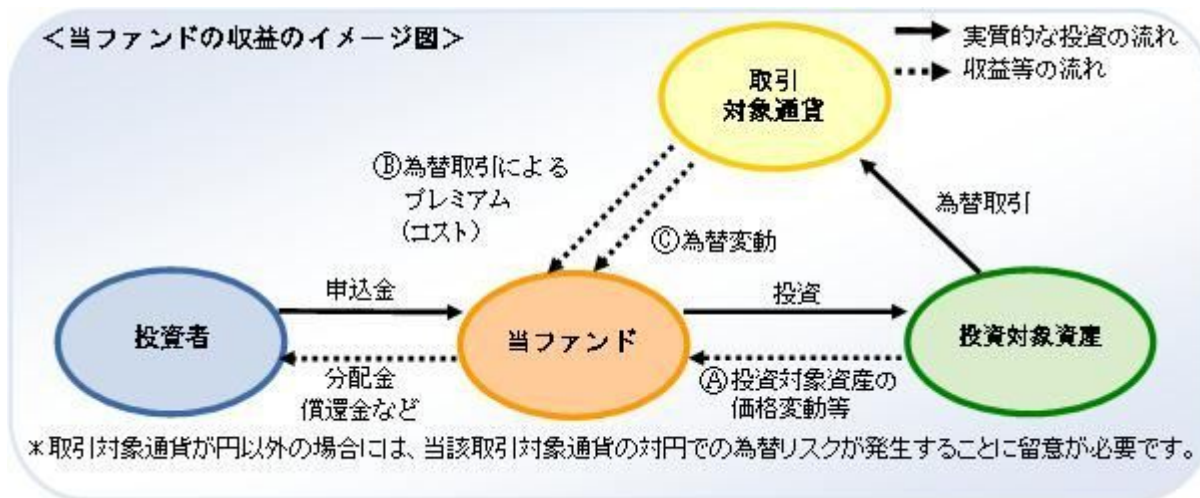 ＜当ファンドの収益のイメージ図＞
実質的な投資の流れ
収益等の流れ
取引
対象通貨
Ⓑ為替取引による
プレミアム
(コスト)
為替取引
Ⓒ為替変動
申込金
投資
投資者
当ファンド
投資対象資産
分配金
償還金など
Ⓐ投資対象資産の
価格変動等
＊取引対象通貨が円以外の場合には、当該取引対象通貨の対円での為替リスクが発生することに留意が必要です。